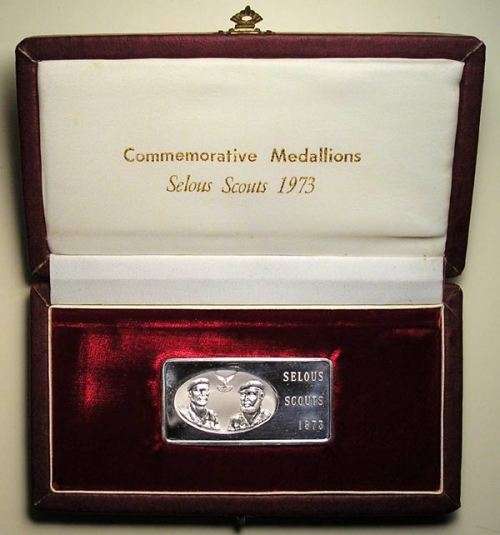 Commemorative Medallions
Selous Scouts 1973
SELOUS
SCOUTS
1973